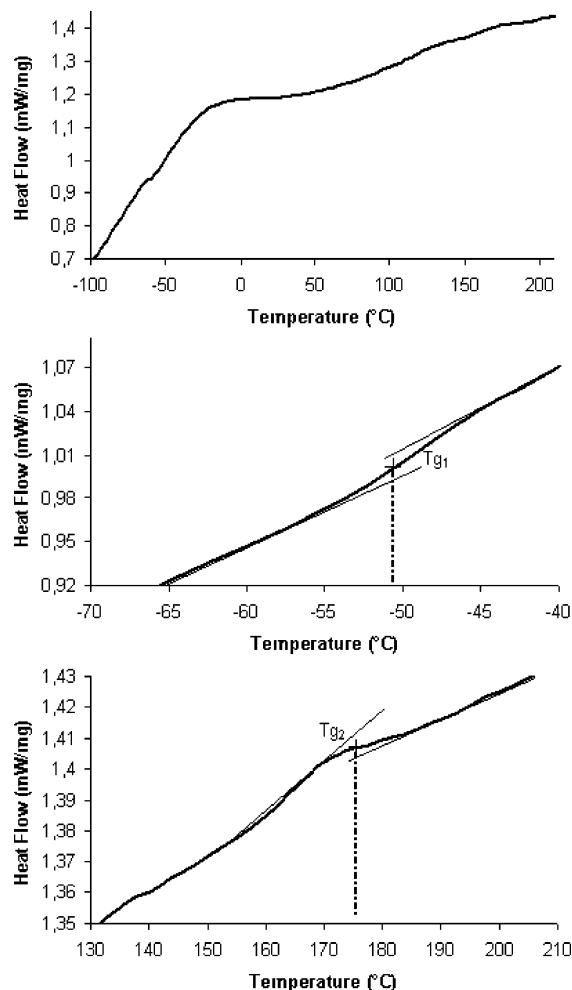 Heat Flow (mW/mg)
1,4
1,3
1,2
1,1
1
0,9
0,8
0,7
-100 -50 0 50 100 150 200
Temperature (°C)
Heat Flow (mW/mg)
1,07
1,04
1,01
0,98
0,95
0,92
Tg1
-70 -65 -60 -55 -50 -45 -40
Temperature (°C)
Heat Flow (mW/mg)
1,43
1,42
1,41
1,4
1,39
1,38
1,37
1,36
1,35
Tg2
130 140 150 160 170 180 190 200 210
Temperature (°C)